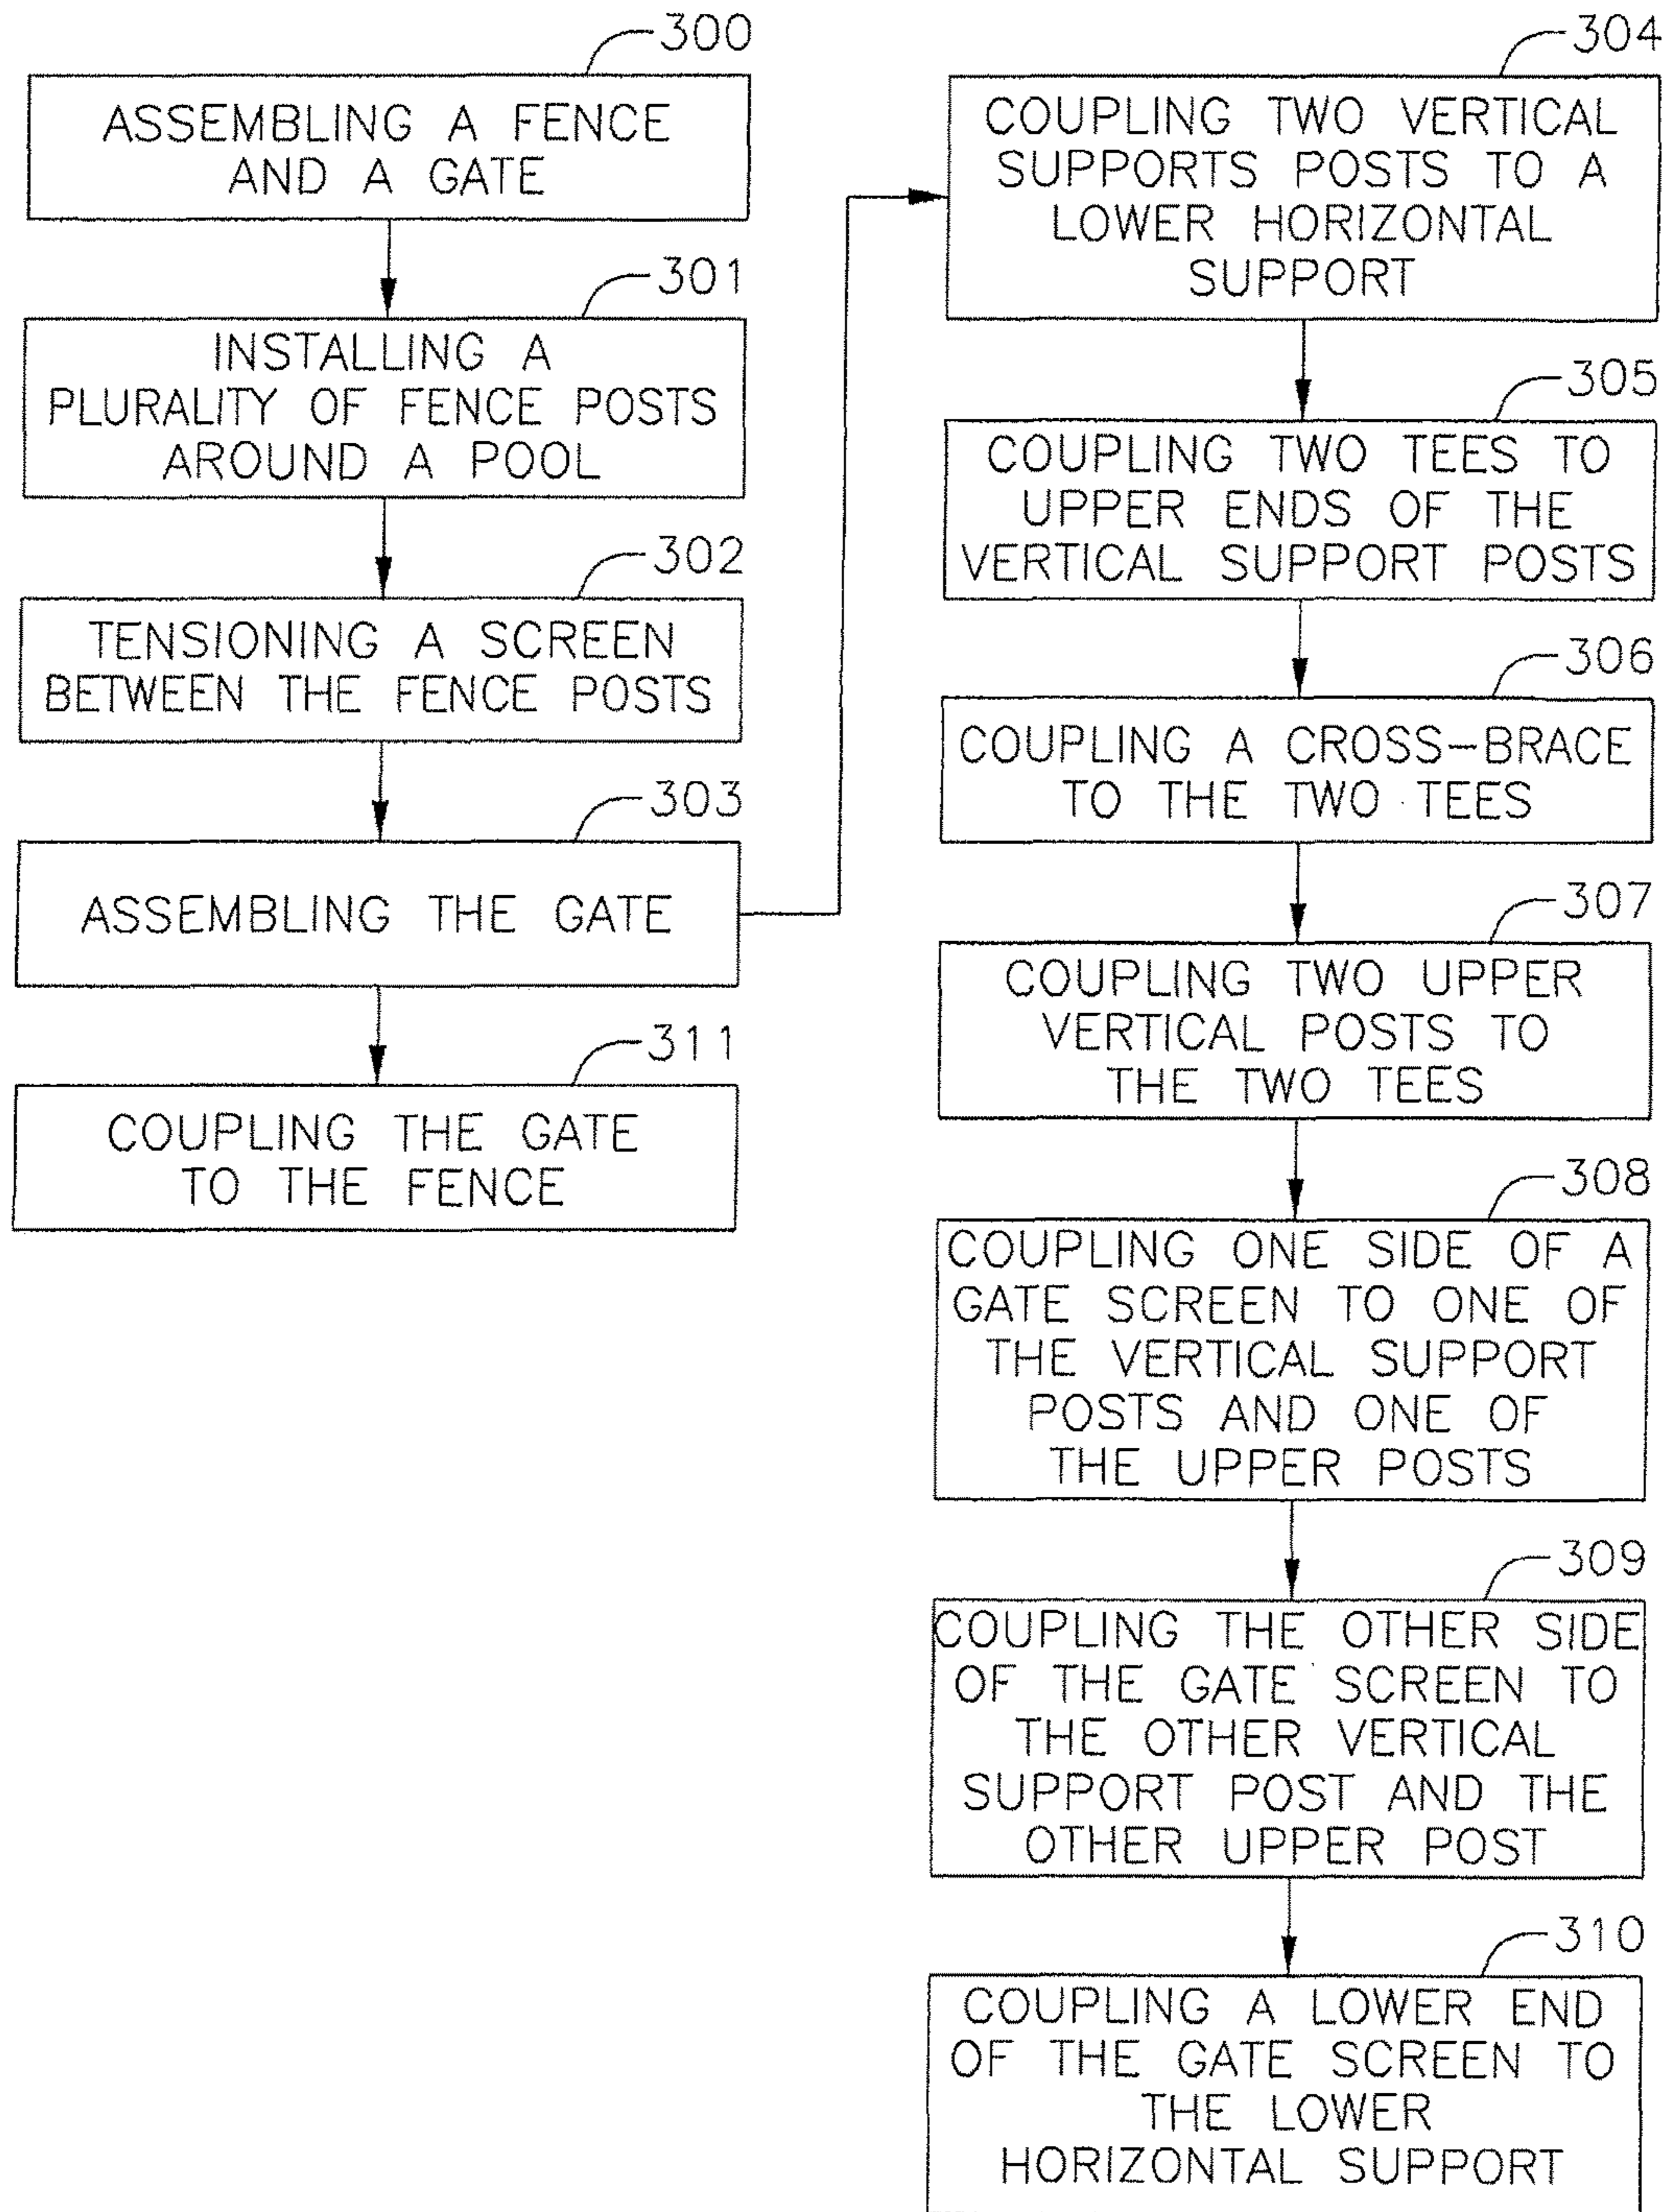 300
ASSEMBLING A FENCE
AND A GATE
301
INSTALLING A
PLURALITY OF FENCE POSTS
AROUND A POOL
302
TENSIONING A SCREEN
BETWEEN THE FENCE POSTS
303
ASSEMBLING THE GATE
311
COUPLING THE GATE
TO THE FENCE
304
COUPLING TWO VERTICAL
SUPPORTS POSTS TO A
LOWER HORIZONTAL
SUPPORT
305
COUPLING TWO TEES TO
UPPER ENDS OF THE
VERTICAL SUPPORT POSTS
306
COUPLING A CROSS-BRACE
TO THE TWO TEES
307
COUPLING TWO UPPER
VERTICAL POSTS TO
THE TWO TEES
308
COUPLING ONE SIDE OF A
GATE SCREEN TO ONE OF
THE VERTICAL SUPPORT
POSTS AND ONE OF
THE UPPER POSTS
309
COUPLING THE OTHER SIDE
OF THE GATE SCREEN TO
THE OTHER VERTICAL
SUPPORT POST AND THE
OTHER UPPER POST
310
COUPLING A LOWER END
OF THE GATE SCREEN TO
THE LOWER
HORIZONTAL SUPPORT